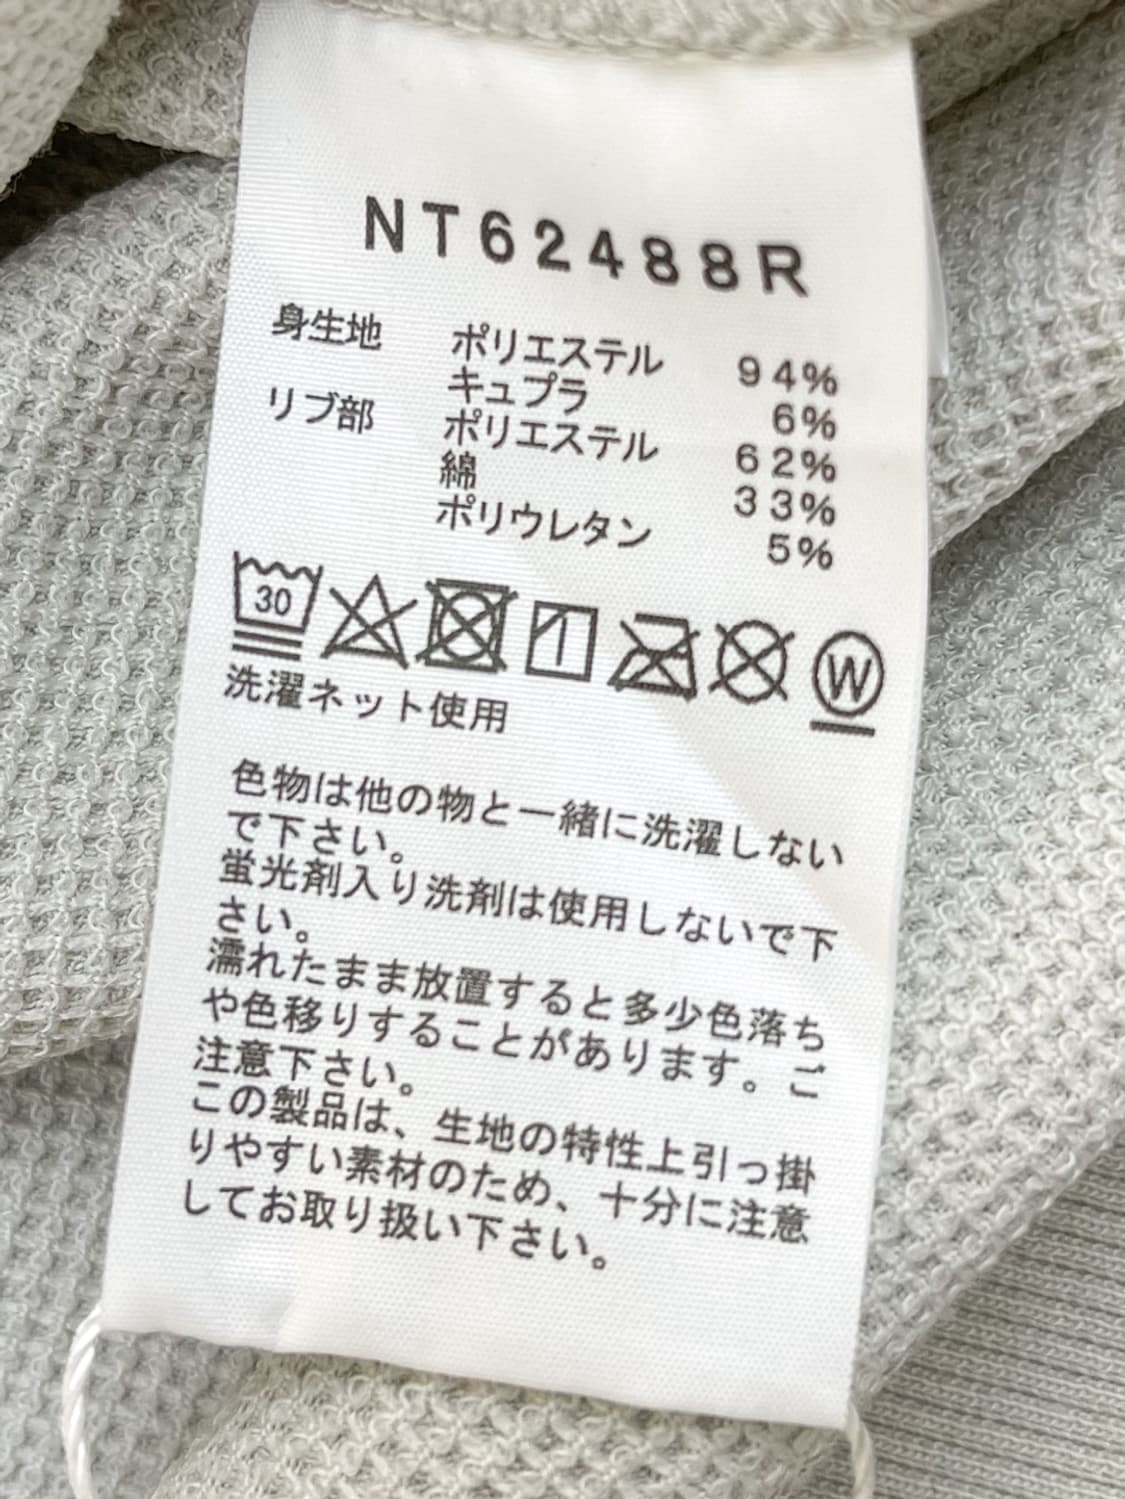 NT62488R
身生地 ポリエステル 94%
キュプラ 6%
リブ部 ポリエステル 62%
綿 33%
ポリウレタン 5%
30
W
洗濯ネット使用
色物は他の物と一緒に洗濯しない
で下さい。
蛍光剤入り洗剤は使用しないで下
さい。
濡れたまま放置すると多少色落ち
や色移りすることがあります。ご
注意下さい。
この製品は、生地の特性上引っ掛
りやすい素材のため、十分に注意
してお取り扱い下さい。